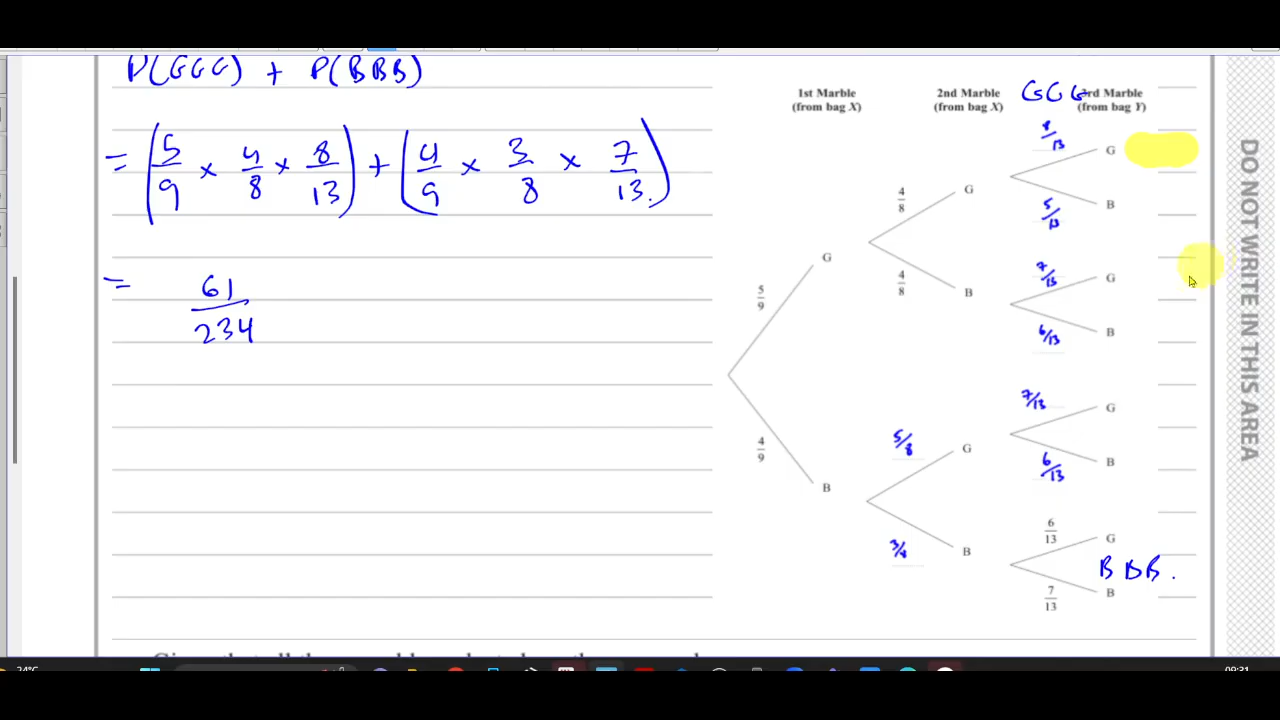 P(GGG) + P(BBB)
= (5/9 × 4/8 × 8/13) + (4/9 × 3/8 × 7/13.)
= 61/234
1st Marble
(from bag X)
2nd Marble
(from bag X)
GGG
3rd Marble
(from bag Y)
8/13
G
4/8
G
5/13
B
G
5/9
7/13
G
4/8
B
6/13
B
7/13
G
5/8
G
4/9
6/13
B
B
6/13
G
3/8
B
BBB.
7/13
B
DO NOT WRITE IN THIS AREA
24°C
09:31